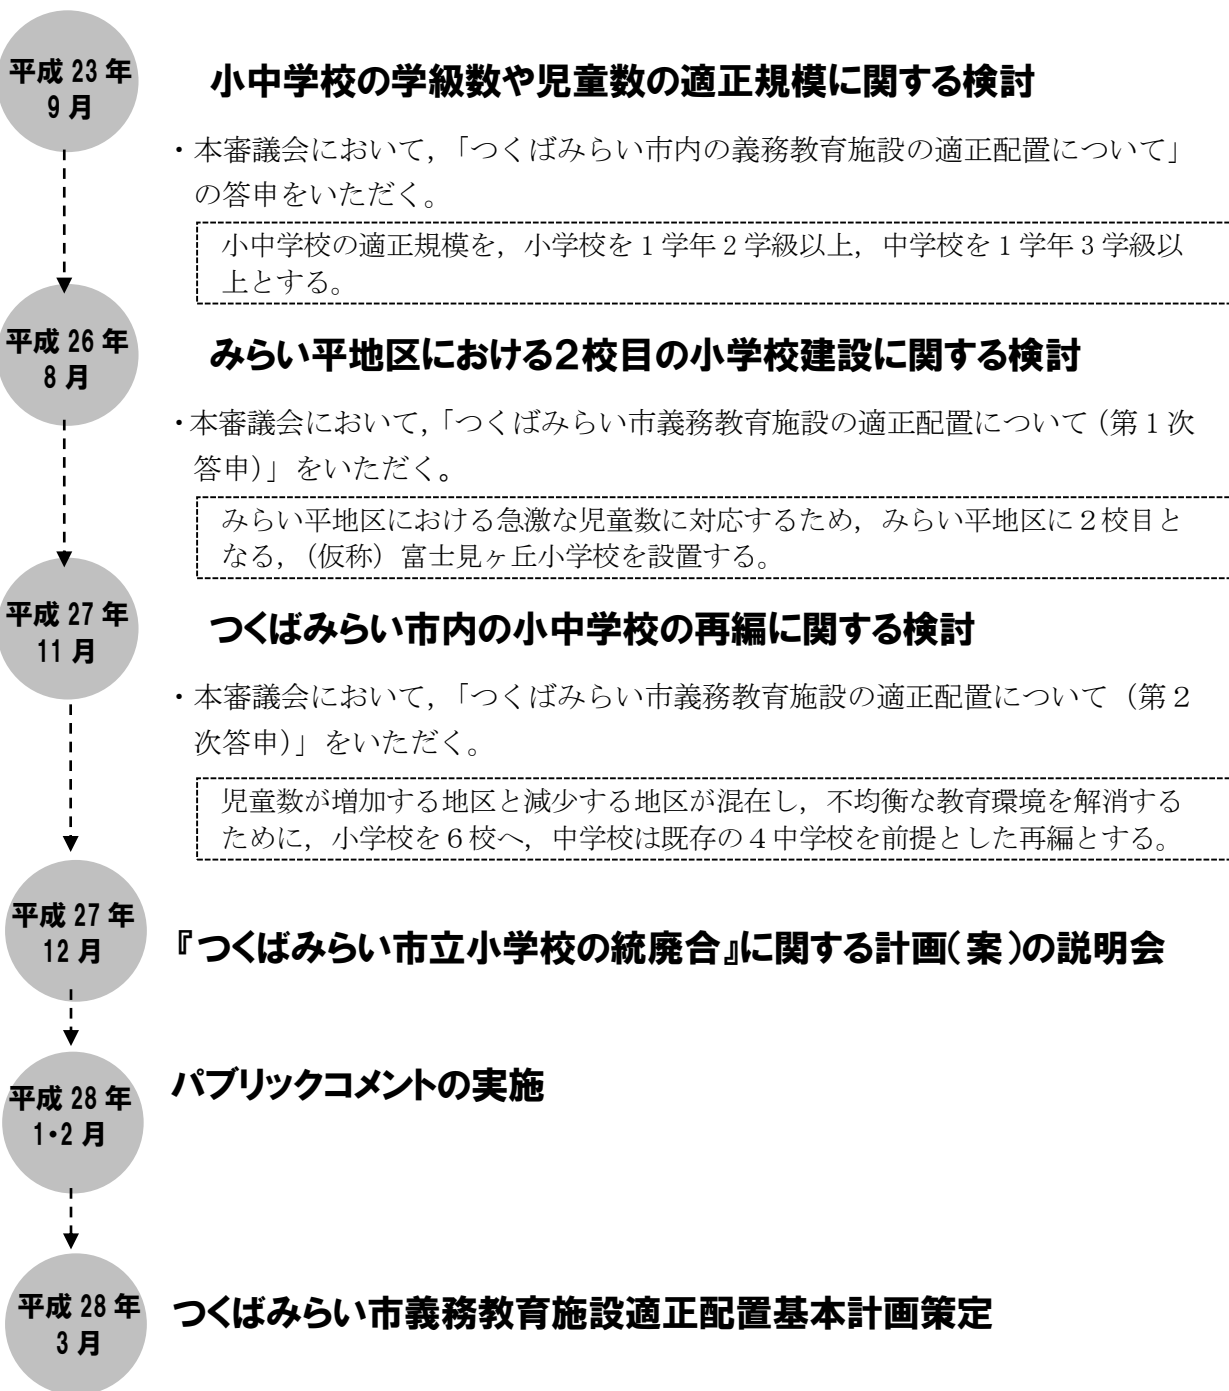 平成 23 年
9 月
小中学校の学級数や児童数の適正規模に関する検討
・本審議会において，「つくばみらい市内の義務教育施設の適正配置について」
の答申をいただく。
小中学校の適正規模を，小学校を１学年２学級以上，中学校を１学年３学級以
上とする。
平成 26 年
8 月
みらい平地区における２校目の小学校建設に関する検討
・本審議会において，「つくばみらい市義務教育施設の適正配置について（第１次
答申）」をいただく。
みらい平地区における急激な児童数に対応するため，みらい平地区に２校目と
なる，（仮称）富士見ヶ丘小学校を設置する。
平成 27 年
11 月
つくばみらい市内の小中学校の再編に関する検討
・本審議会において，「つくばみらい市義務教育施設の適正配置について（第２
次答申）」をいただく。
児童数が増加する地区と減少する地区が混在し，不均衡な教育環境を解消する
ために，小学校を６校へ，中学校は既存の４中学校を前提とした再編とする。
平成 27 年
12 月
『つくばみらい市立小学校の統廃合』に関する計画（案）の説明会
平成 28 年
1・2 月
パブリックコメントの実施
平成 28 年
3 月
つくばみらい市義務教育施設適正配置基本計画策定